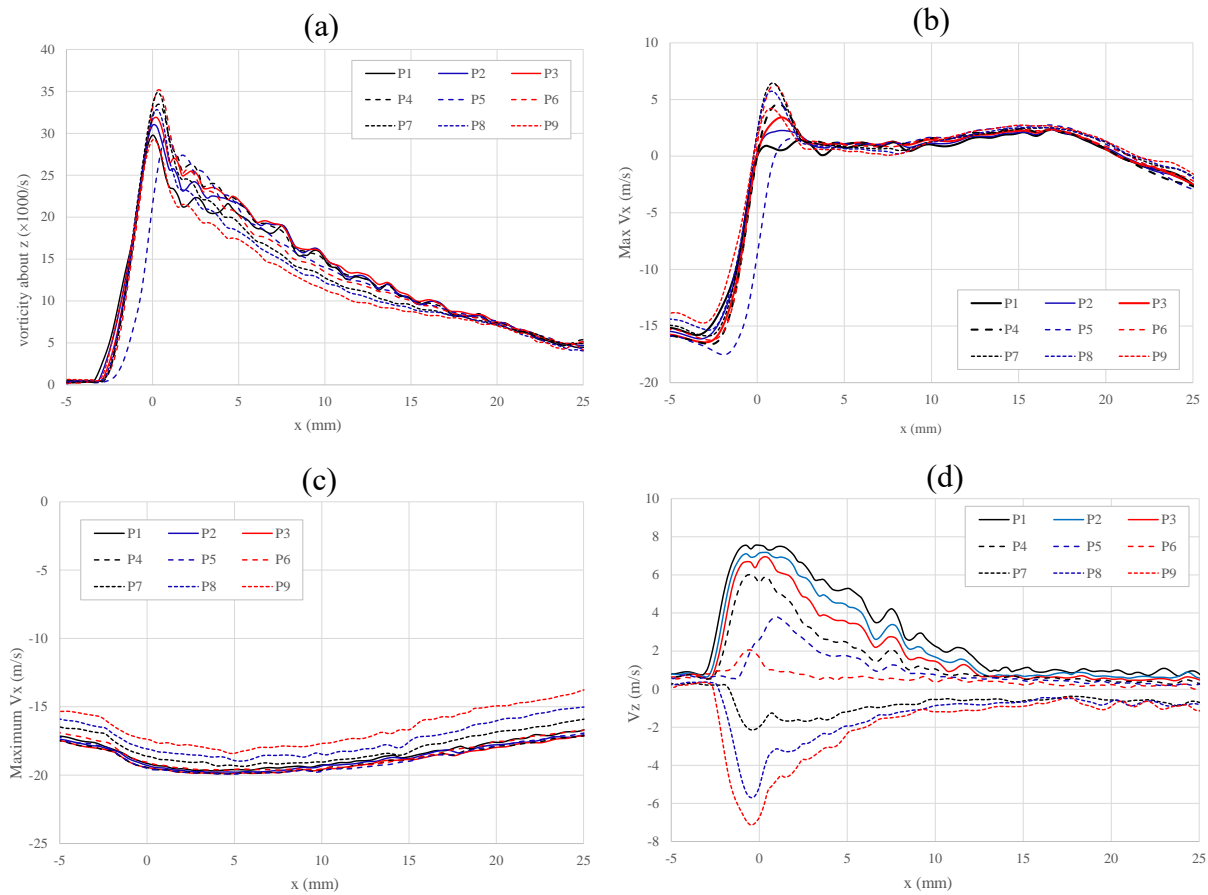 (a)
40
35
30
25
20
15
10
5
0
vorticity about z (×1000/s)
P1 P2 P3
P4 P5 P6
P7 P8 P9
-5 0 5 10 15 20 25
x (mm)
(b)
10
5
0
-5
-10
-15
-20
Max Vx (m/s)
P1 P2 P3
P4 P5 P6
P7 P8 P9
-5 0 5 10 15 20 25
x (mm)
(c)
0
-5
-10
-15
-20
-25
Maximum Vx (m/s)
P1 P2 P3
P4 P5 P6
P7 P8 P9
-5 0 5 10 15 20 25
x (mm)
(d)
10
8
6
4
2
0
-2
-4
-6
-8
Vz (m/s)
P1 P2 P3
P4 P5 P6
P7 P8 P9
-5 0 5 10 15 20 25
x (mm)